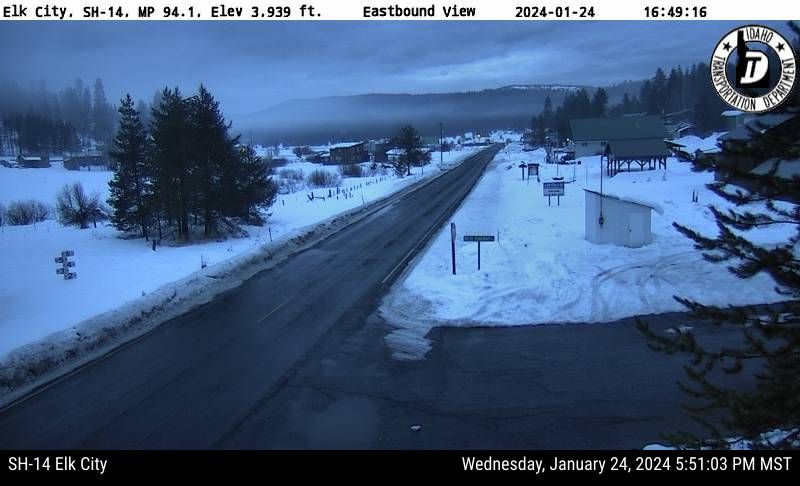 Elk City, SH-14, MP 94.1, Elev 3,939 ft. Eastbound View 2024-01-24 16:49:16
IDAHO
TRANSPORTATION DEPARTMENT
SH-14 Elk City Wednesday, January 24, 2024 5:51:03 PM MST